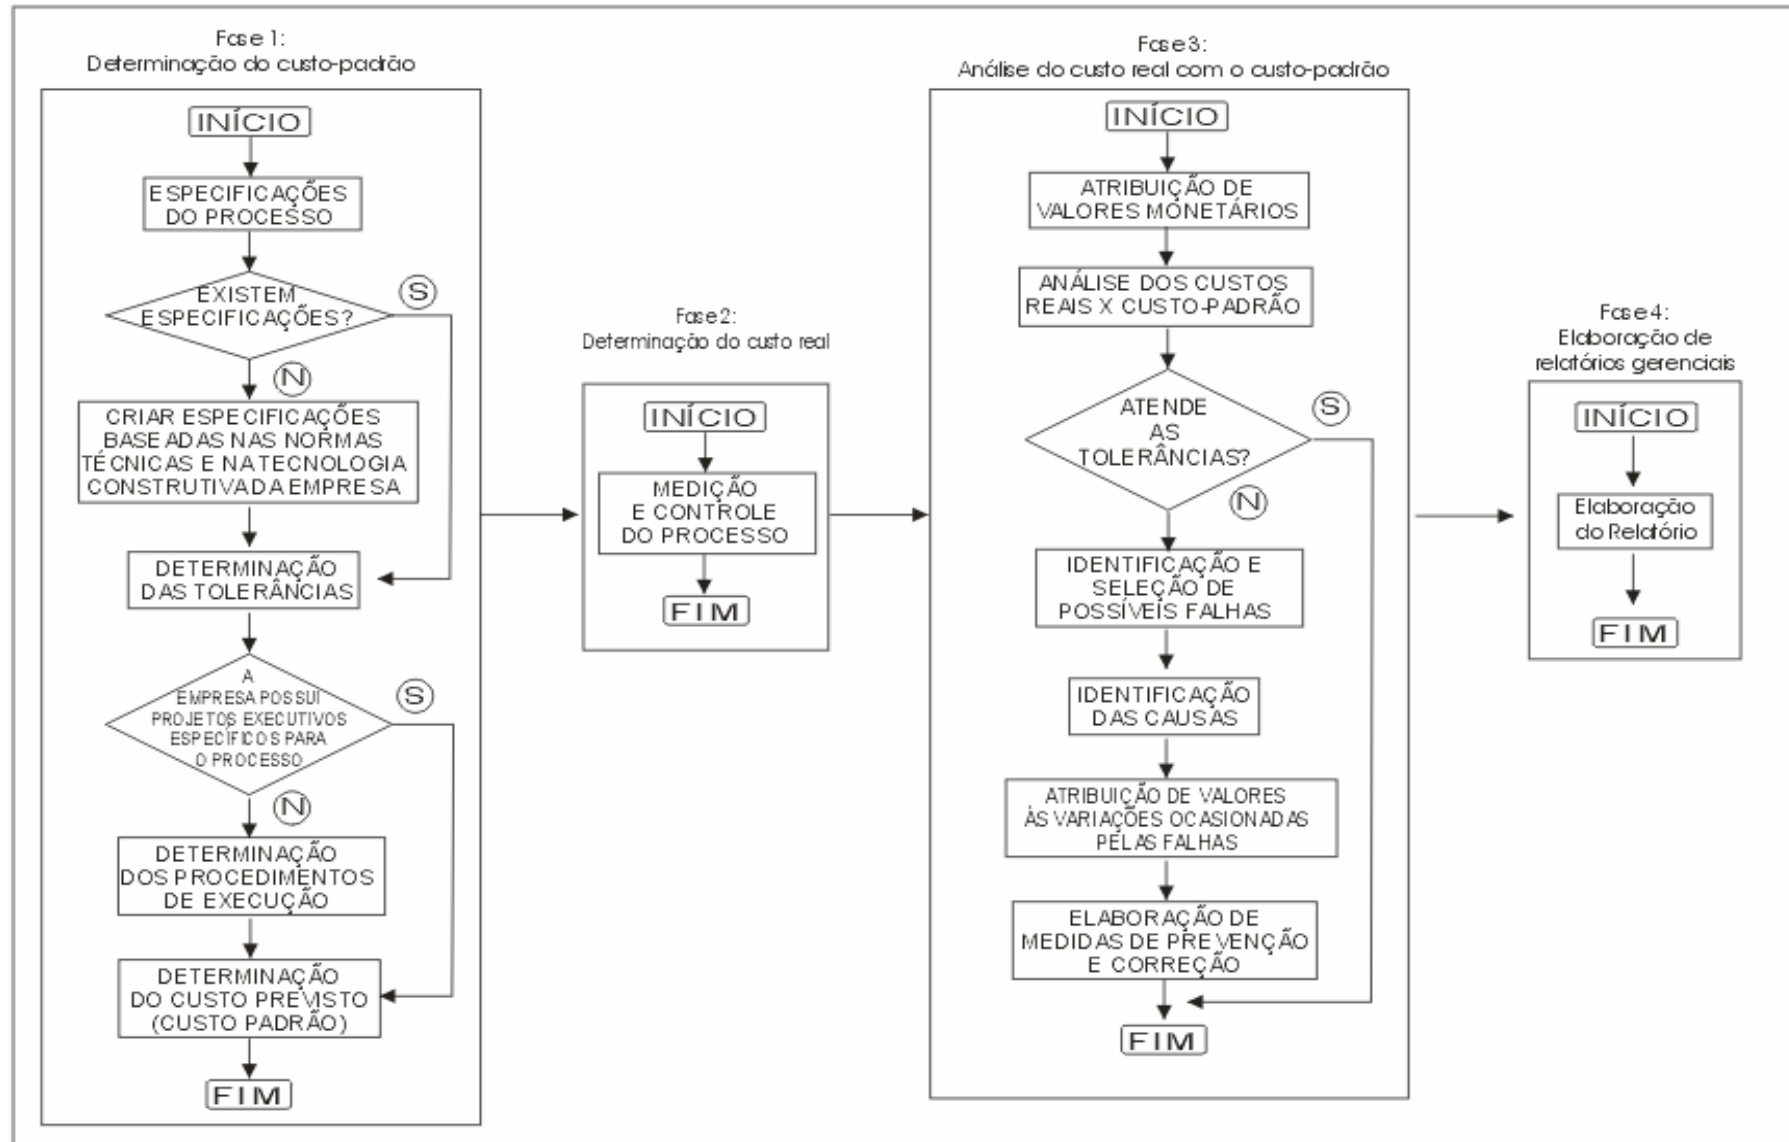 Fase 1:
Determinação do custo-padrão
INÍCIO
ESPECIFICAÇÕES
DO PROCESSO
EXISTEM
ESPECIFICAÇÕES?
S
N
CRIAR ESPECIFICAÇÕES
BASEADAS NAS NORMAS
TÉCNICAS E NA TECNOLOGIA
CONSTRUTIVA DA EMPRESA
DETERMINAÇÃO
DAS TOLERÂNCIAS
A
EMPRESA POSSUI
PROJETOS EXECUTIVOS
ESPECÍFICOS PARA
O PROCESSO
S
N
DETERMINAÇÃO
DOS PROCEDIMENTOS
DE EXECUÇÃO
DETERMINAÇÃO
DO CUSTO PREVISTO
(CUSTO PADRÃO)
FIM
Fase 2:
Determinação do custo real
INÍCIO
MEDIÇÃO
E CONTROLE
DO PROCESSO
FIM
Fase 3:
Análise do custo real com o custo-padrão
INÍCIO
ATRIBUIÇÃO DE
VALORES MONETÁRIOS
ANÁLISE DOS CUSTOS
REAIS X CUSTO-PADRÃO
ATENDE
AS
TOLERÂNCIAS?
S
N
IDENTIFICAÇÃO E
SELEÇÃO DE
POSSÍVEIS FALHAS
IDENTIFICAÇÃO
DAS CAUSAS
ATRIBUIÇÃO DE VALORES
ÀS VARIAÇÕES OCASIONADAS
PELAS FALHAS
ELABORAÇÃO DE
MEDIDAS DE PREVENÇÃO
E CORREÇÃO
FIM
Fase 4:
Elaboração de
relatórios gerenciais
INÍCIO
Elaboração
do Relatório
FIM